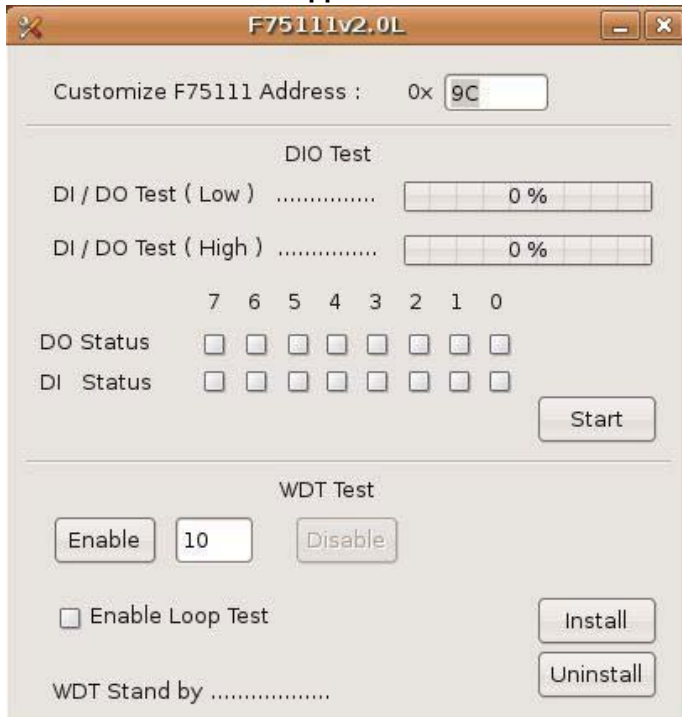 F75111v2.0L
Customize F75111 Address : 0x 9C
DIO Test
DI / DO Test ( Low ) ............... 0 %
DI / DO Test ( High ) ............... 0 %
7 6 5 4 3 2 1 0
DO Status
DI Status
Start
WDT Test
Enable 10 Disable
Enable Loop Test
Install
Uninstall
WDT Stand by ..................